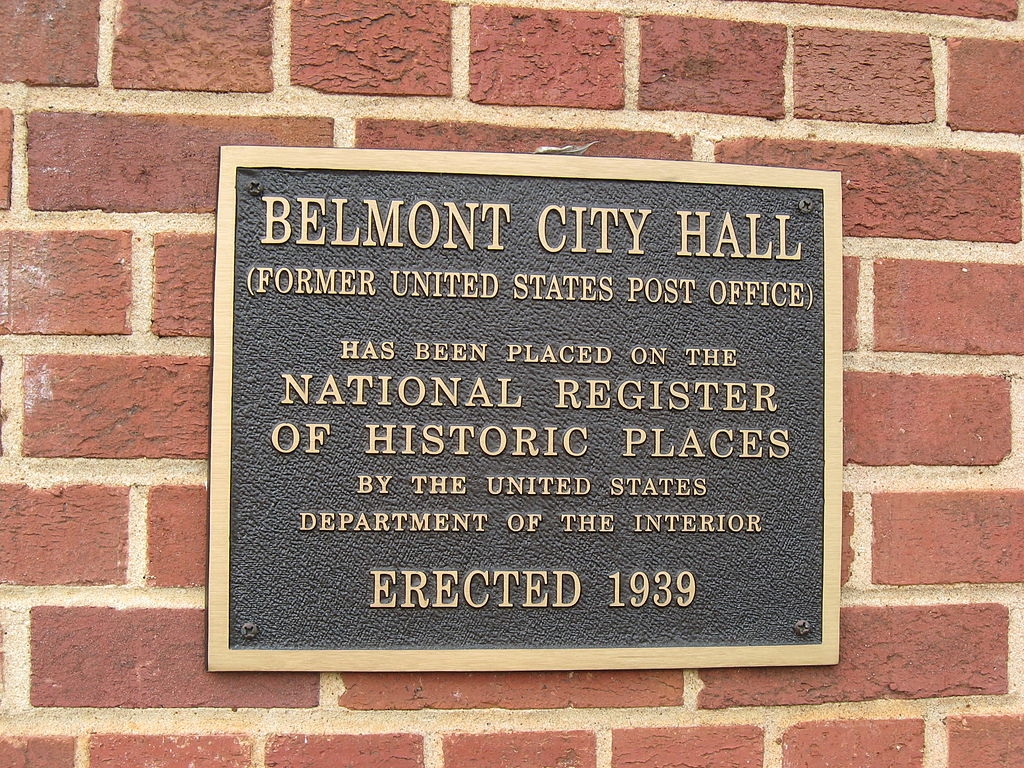 BELMONT CITY HALL
(FORMER UNITED STATES POST OFFICE)
HAS BEEN PLACED ON THE
NATIONAL REGISTER
OF HISTORIC PLACES
BY THE UNITED STATES
DEPARTMENT OF THE INTERIOR
ERECTED 1939